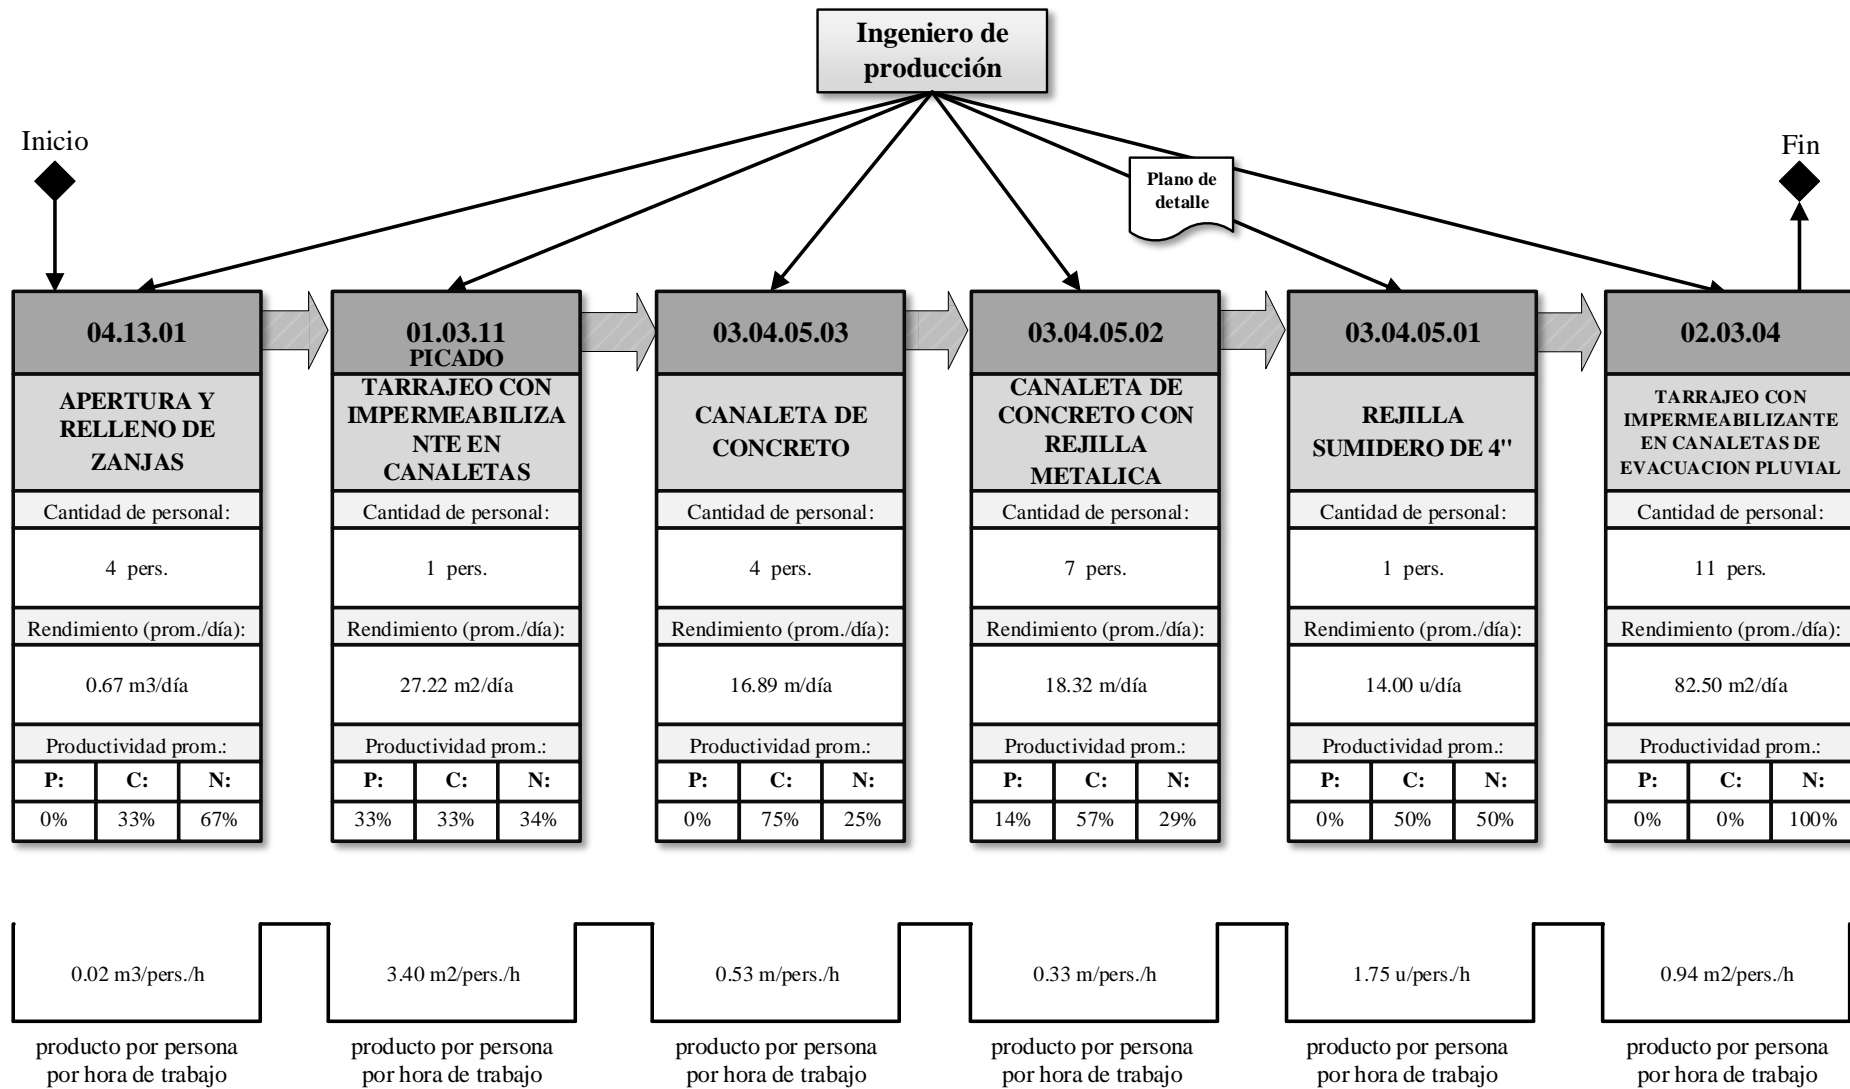 Ingeniero de
producción
Inicio
Fin
Plano de
detalle
04.13.01
APERTURA Y
RELLENO DE
ZANJAS
Cantidad de personal:
4 pers.
Rendimiento (prom./día):
0.67 m3/día
Productividad prom.:
P: C: N:
0% 33% 67%
01.03.11
PICADO
TARRAJEO CON
IMPERMEABILIZA
NTE EN
CANALETAS
Cantidad de personal:
1 pers.
Rendimiento (prom./día):
27.22 m2/día
Productividad prom.:
P: C: N:
33% 33% 34%
03.04.05.03
CANALETA DE
CONCRETO
Cantidad de personal:
4 pers.
Rendimiento (prom./día):
16.89 m/día
Productividad prom.:
P: C: N:
0% 75% 25%
03.04.05.02
CANALETA DE
CONCRETO CON
REJILLA
METALICA
Cantidad de personal:
7 pers.
Rendimiento (prom./día):
18.32 m/día
Productividad prom.:
P: C: N:
14% 57% 29%
03.04.05.01
REJILLA
SUMIDERO DE 4"
Cantidad de personal:
1 pers.
Rendimiento (prom./día):
14.00 u/día
Productividad prom.:
P: C: N:
0% 50% 50%
02.03.04
TARRAJEO CON
IMPERMEABILIZANTE
EN CANALETAS DE
EVACUACION PLUVIAL
Cantidad de personal:
11 pers.
Rendimiento (prom./día):
82.50 m2/día
Productividad prom.:
P: C: N:
0% 0% 100%
0.02 m3/pers./h
producto por persona
por hora de trabajo
3.40 m2/pers./h
producto por persona
por hora de trabajo
0.53 m/pers./h
producto por persona
por hora de trabajo
0.33 m/pers./h
producto por persona
por hora de trabajo
1.75 u/pers./h
producto por persona
por hora de trabajo
0.94 m2/pers./h
producto por persona
por hora de trabajo